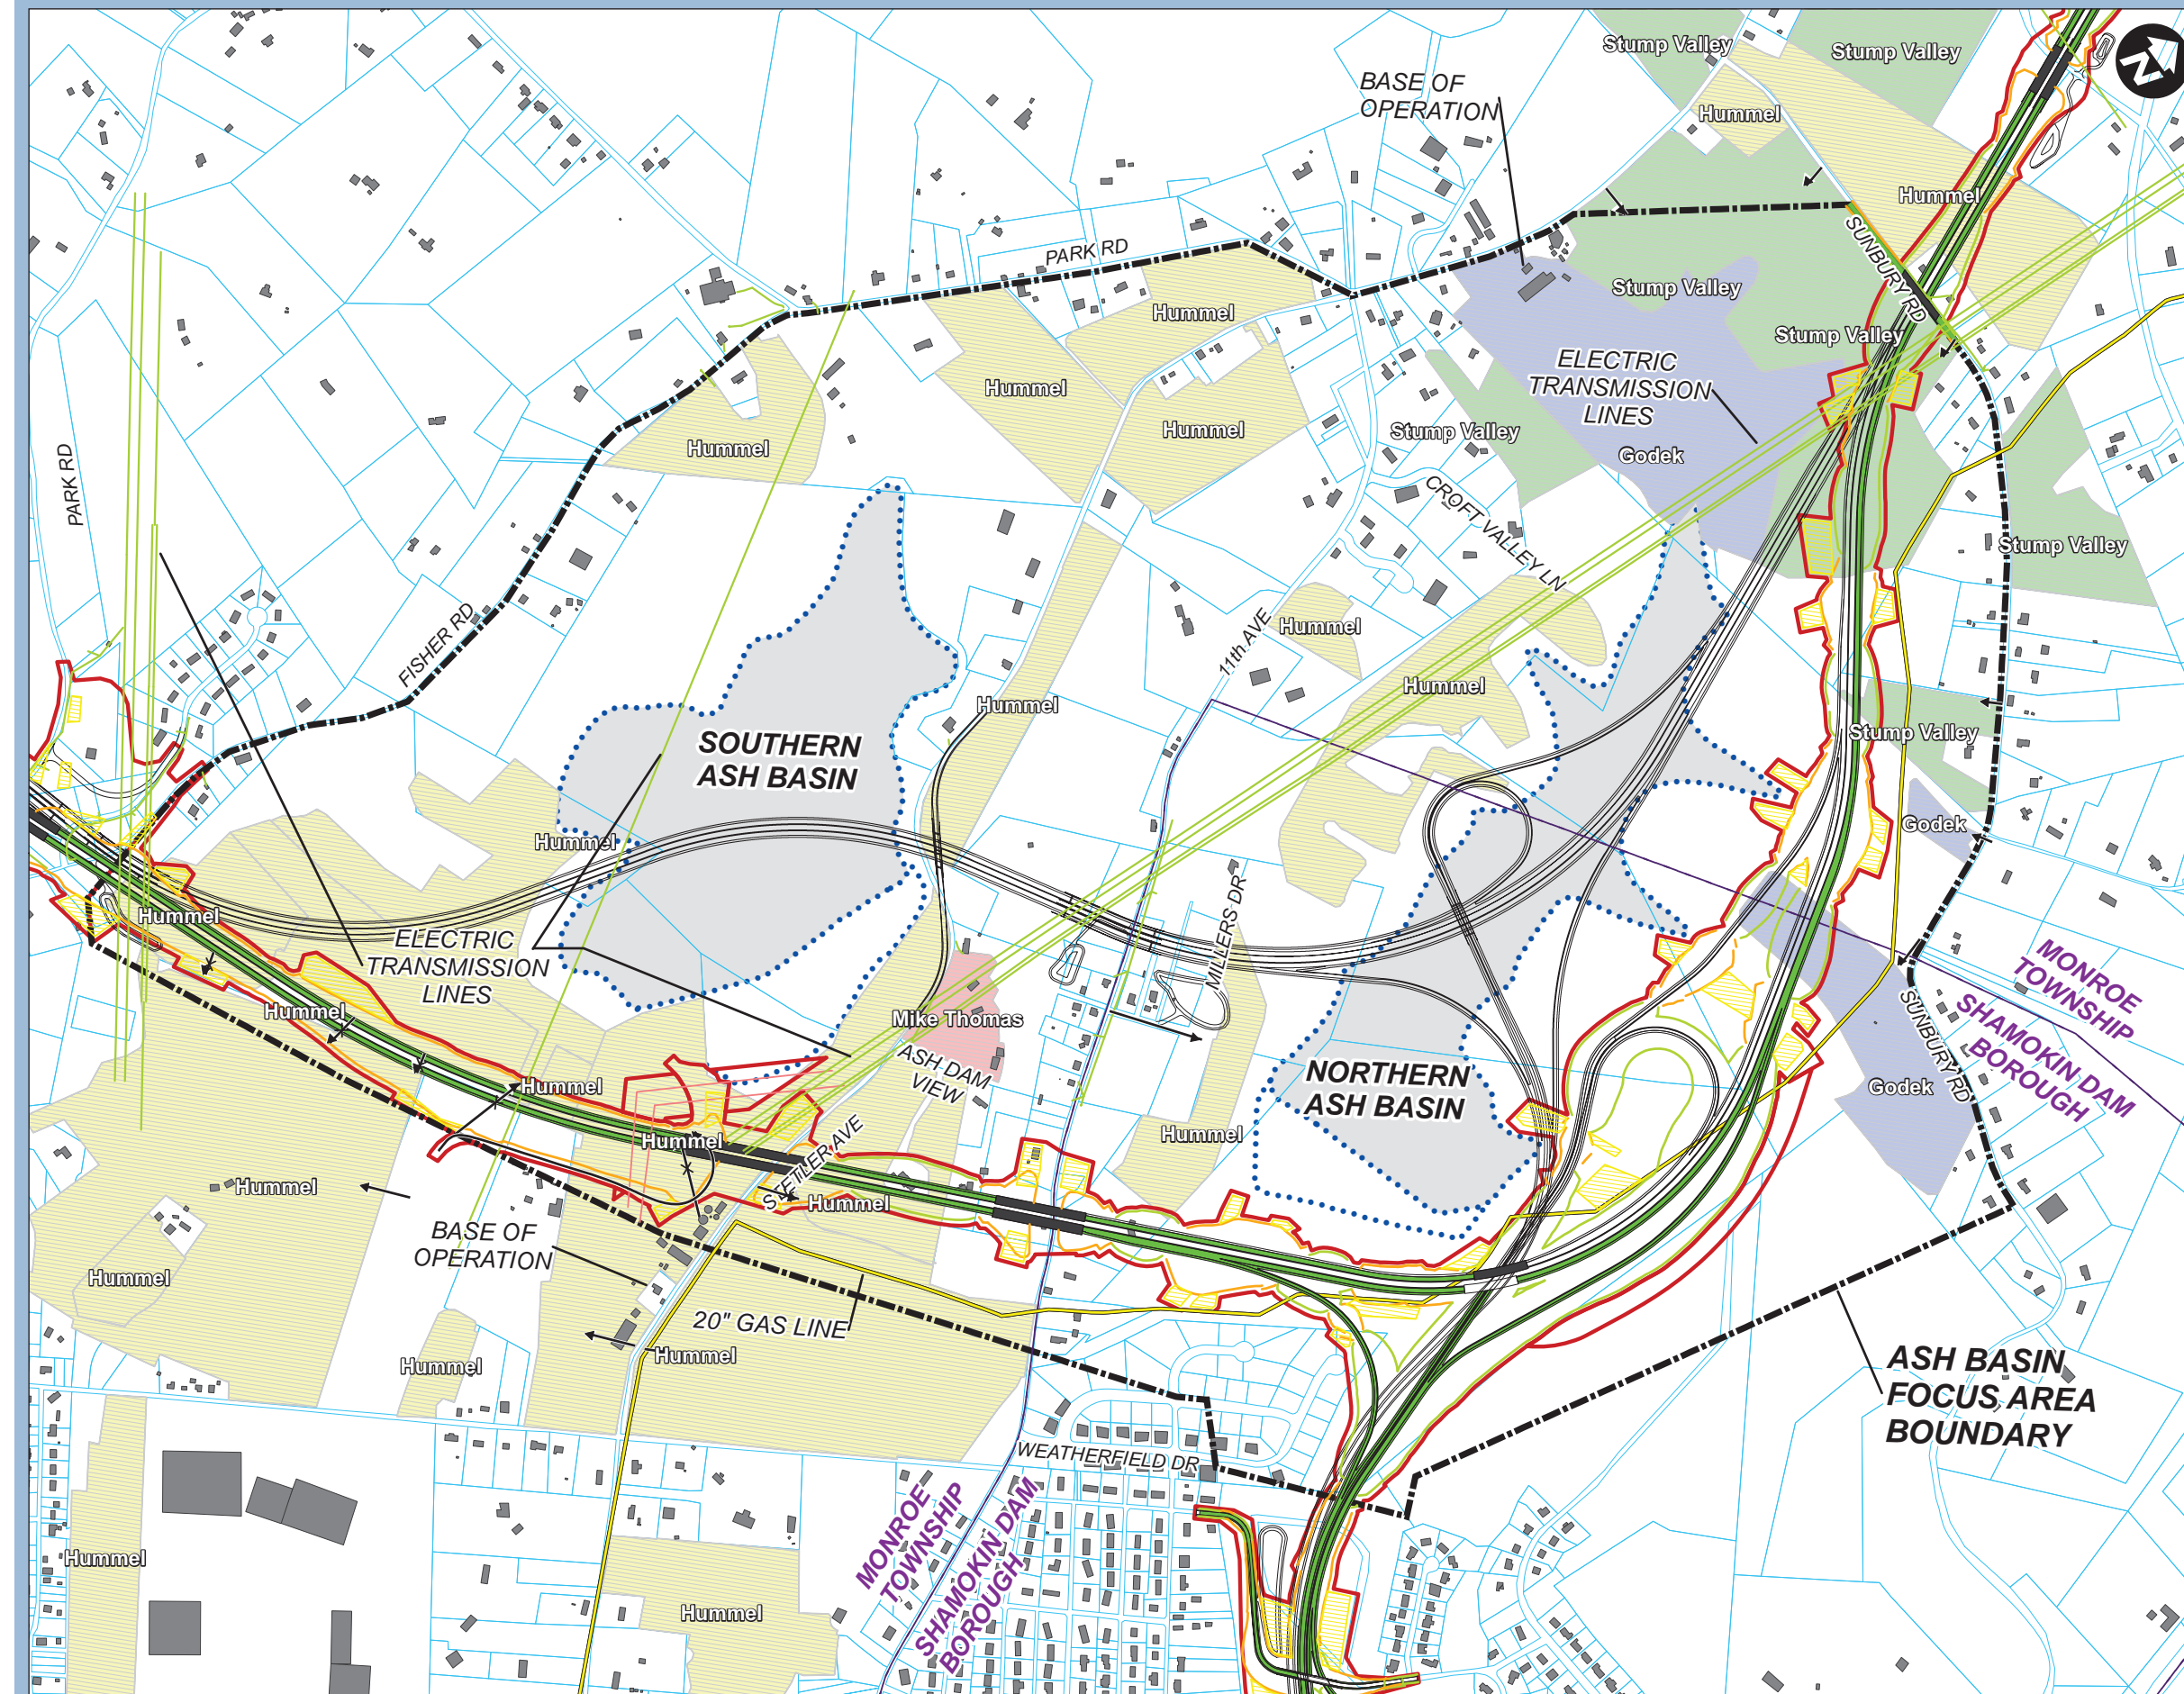 Stump Valley
Stump Valley
N
BASE OF
OPERATION
Hummel
Hummel
SUNBURY RD
PARK RD
Stump Valley
Hummel
Stump Valley
ELECTRIC
TRANSMISSION
LINES
Hummel
Hummel
Stump Valley
Hummel
Godek
PARK RD
CROFT VALLEY LN
Stump Valley
FISHER RD
11th AVE
Hummel
Hummel
Hummel
SOUTHERN
ASH BASIN
Stump Valley
Hummel
Godek
MILLERS DR
Hummel
ELECTRIC
TRANSMISSION
LINES
MONROE
TOWNSHIP
SHAMOKIN DAM
BOROUGH
SUNBURY RD
Hummel
Mike Thomas
ASH DAM
VIEW
NORTHERN
ASH BASIN
Hummel
Godek
Hummel
Hummel
STETLER AVE
Hummel
Hummel
BASE OF
OPERATION
Hummel
20" GAS LINE
Hummel
Hummel
ASH BASIN
FOCUS AREA
BOUNDARY
WEATHERFIELD DR
MONROE
TOWNSHIP
SHAMOKIN DAM
BOROUGH
Hummel
Hummel